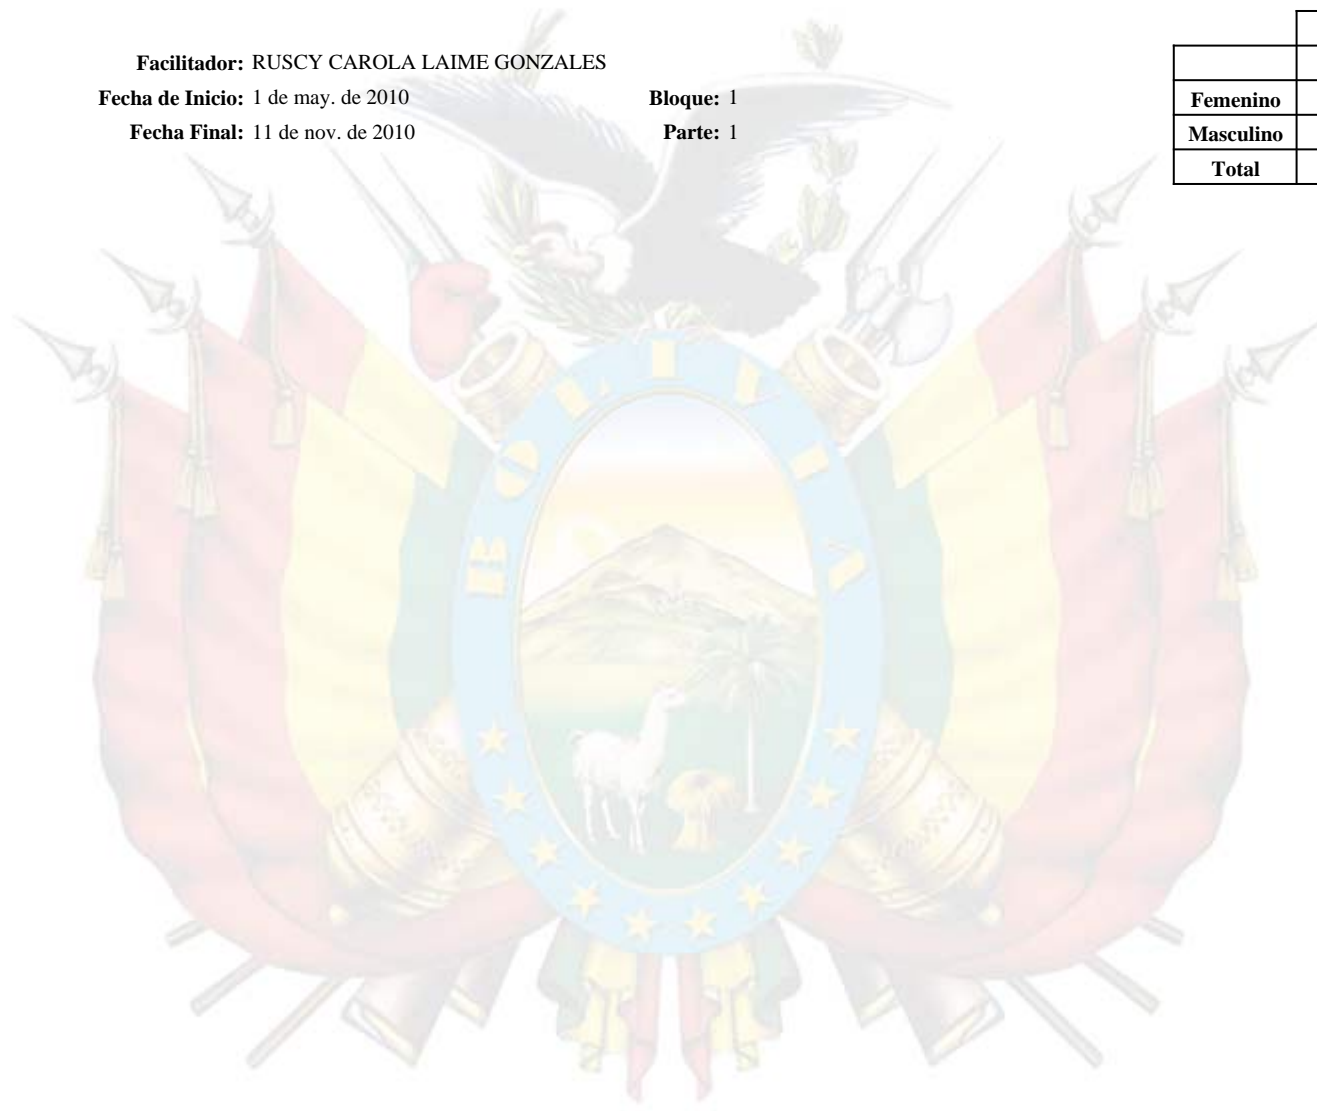 Facilitador: RUSCY CAROLA LAIME GONZALES
Fecha de Inicio: 1 de may. de 2010 Bloque: 1
Fecha Final: 11 de nov. de 2010 Parte: 1
Femenino
Masculino
Total
BOLIVIA